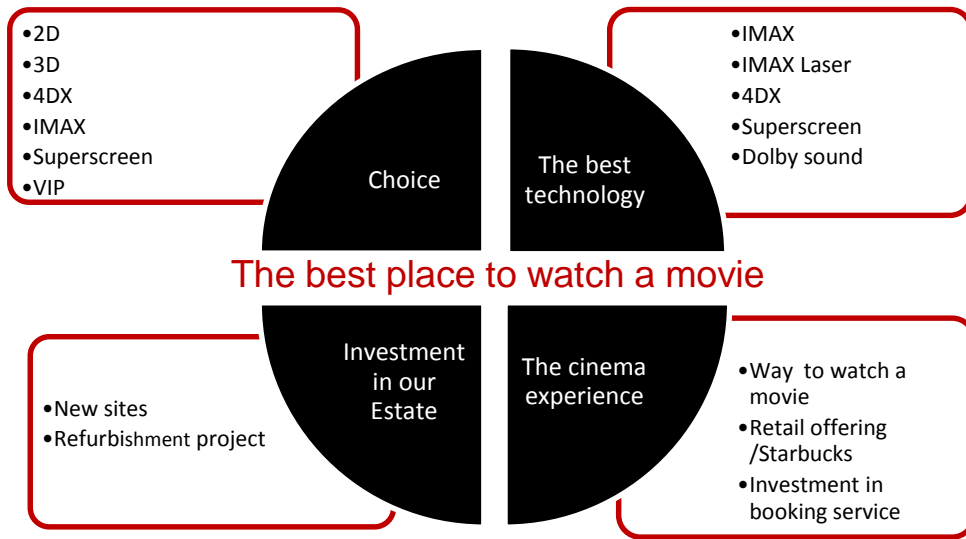 •2D
•3D
•4DX
•IMAX
•Superscreen
•VIP
•IMAX
•IMAX Laser
•4DX
•Superscreen
•Dolby sound
Choice
The best
technology
The best place to watch a movie
Investment
in our
Estate
The cinema
experience
•New sites
•Refurbishment project
•Way to watch a
movie
•Retail offering
/Starbucks
•Investment in
booking service